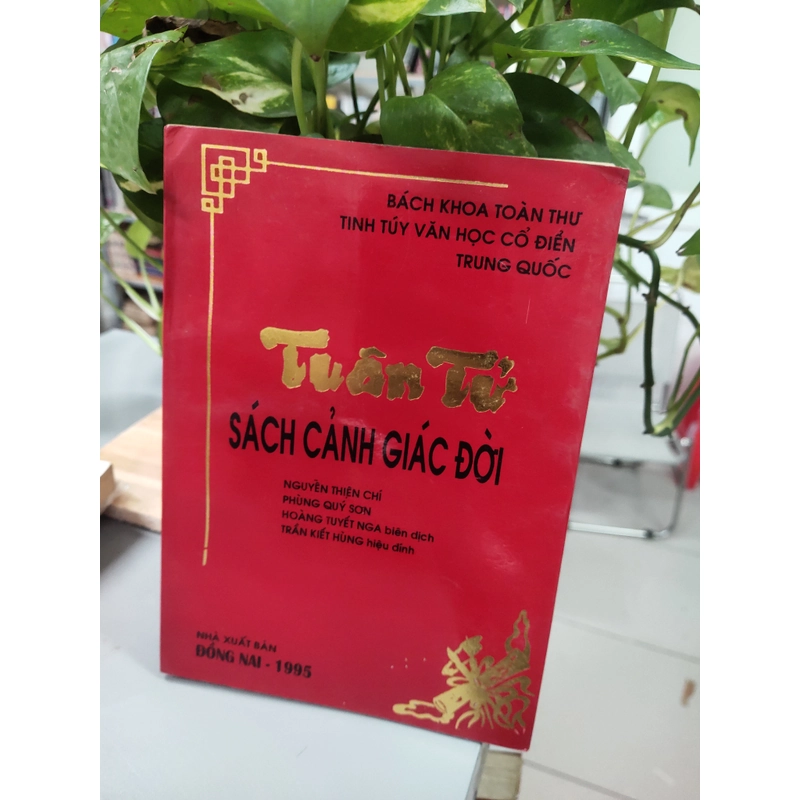 BÁCH KHOA TOÀN THƯ
TINH TÚY VĂN HỌC CỔ ĐIỂN
TRUNG QUỐC
Tuân Tử
SÁCH CẢNH GIÁC ĐỜI
NGUYỄN THIỆN CHÍ
PHÙNG QUÝ SƠN
HOÀNG TUYẾT NGA biên dịch
TRẦN KIẾT HÙNG hiệu đính
NHÀ XUẤT BẢN
ĐỒNG NAI - 1995